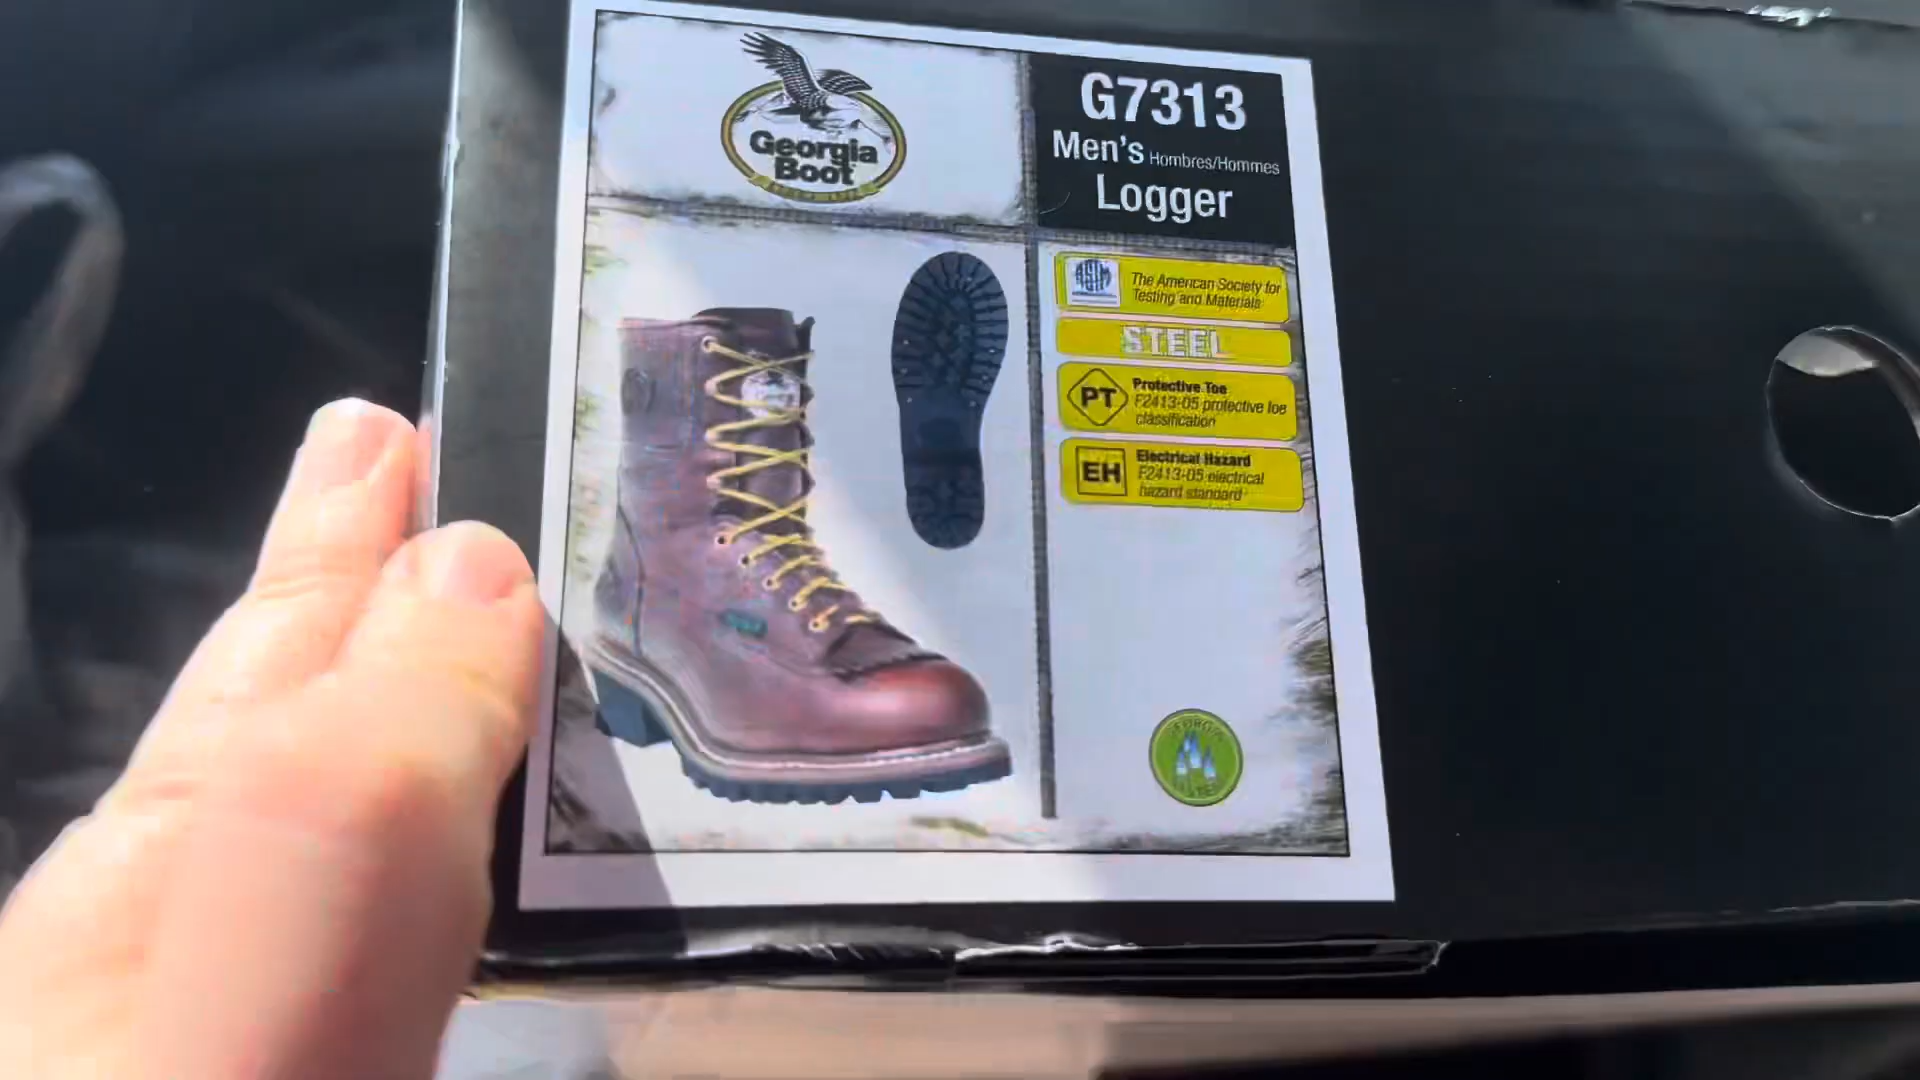 Georgia
Boot
G7313
Men's Hombres/Hommes
Logger
ASTM
The American Society for
Testing and Materials
STEEL
PT
Protective Toe
F2413-05 protective toe
classification
EH
Electrical Hazard
F2413-05 electrical
hazard standard